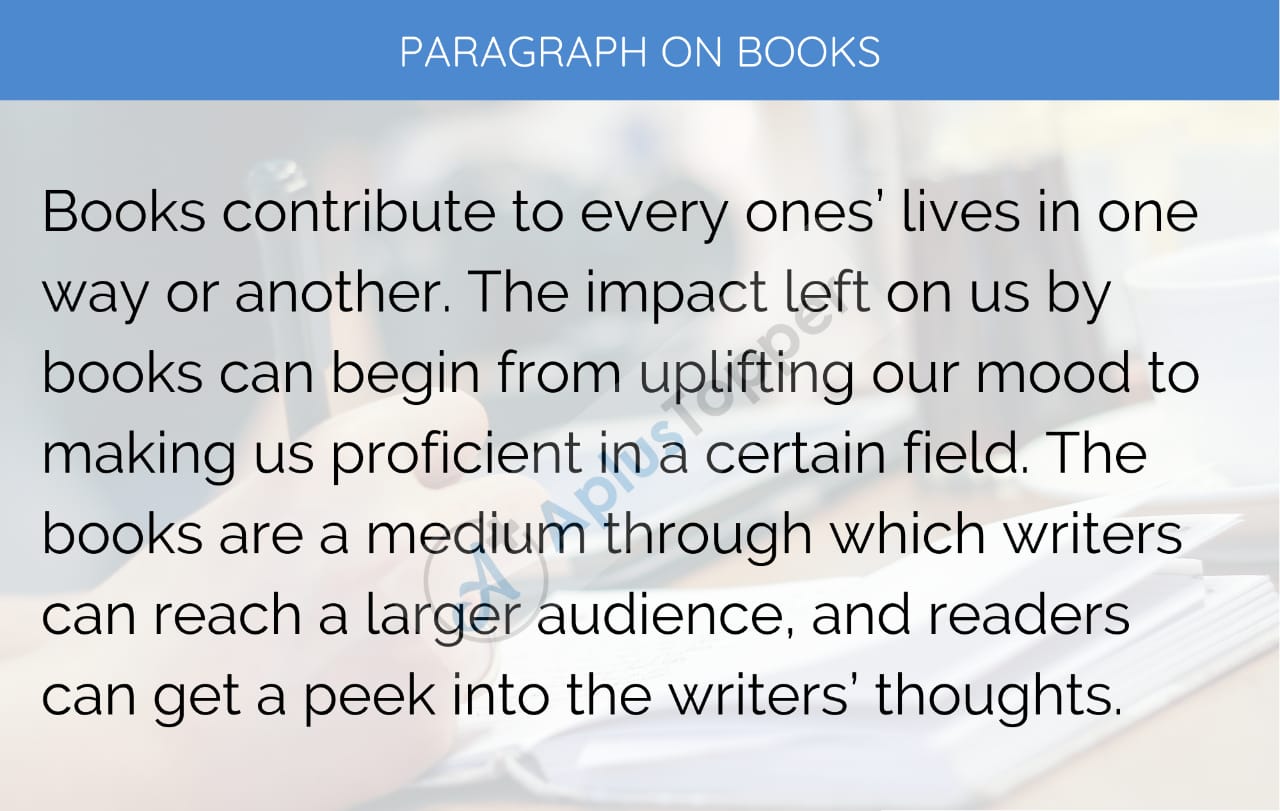 PARAGRAPH ON BOOKS
Books contribute to every ones’ lives in one
way or another. The impact left on us by
books can begin from uplifting our mood to
making us proficient in a certain field. The
books are a medium through which writers
can reach a larger audience, and readers
can get a peek into the writers’ thoughts.
AplusTopper